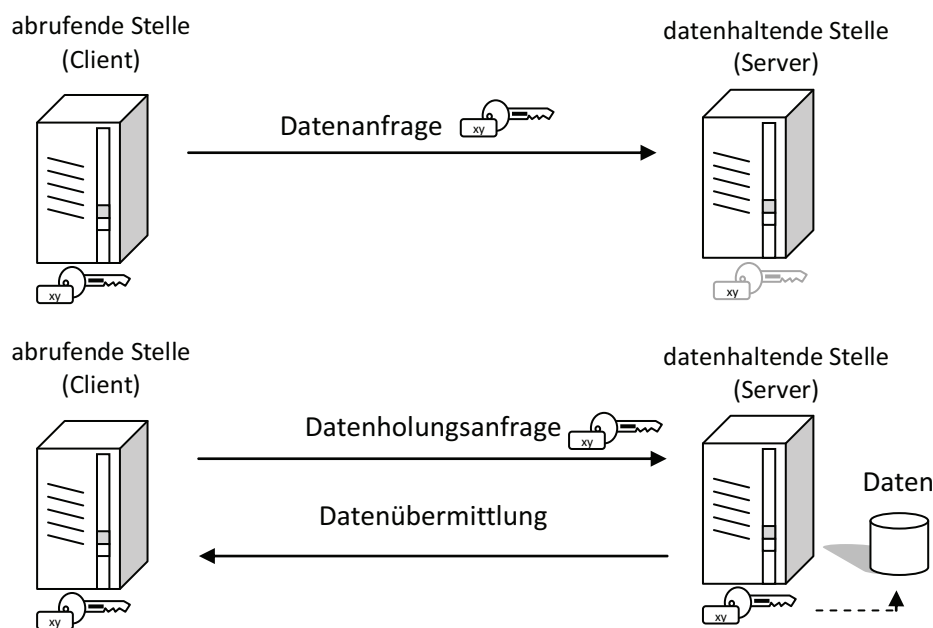 abrufende Stelle
(Client)
datenhaltende Stelle
(Server)
Datenanfrage
xy
xy
xy
abrufende Stelle
(Client)
datenhaltende Stelle
(Server)
Datenholungsanfrage
xy
Daten
Datenübermittlung
xy
xy